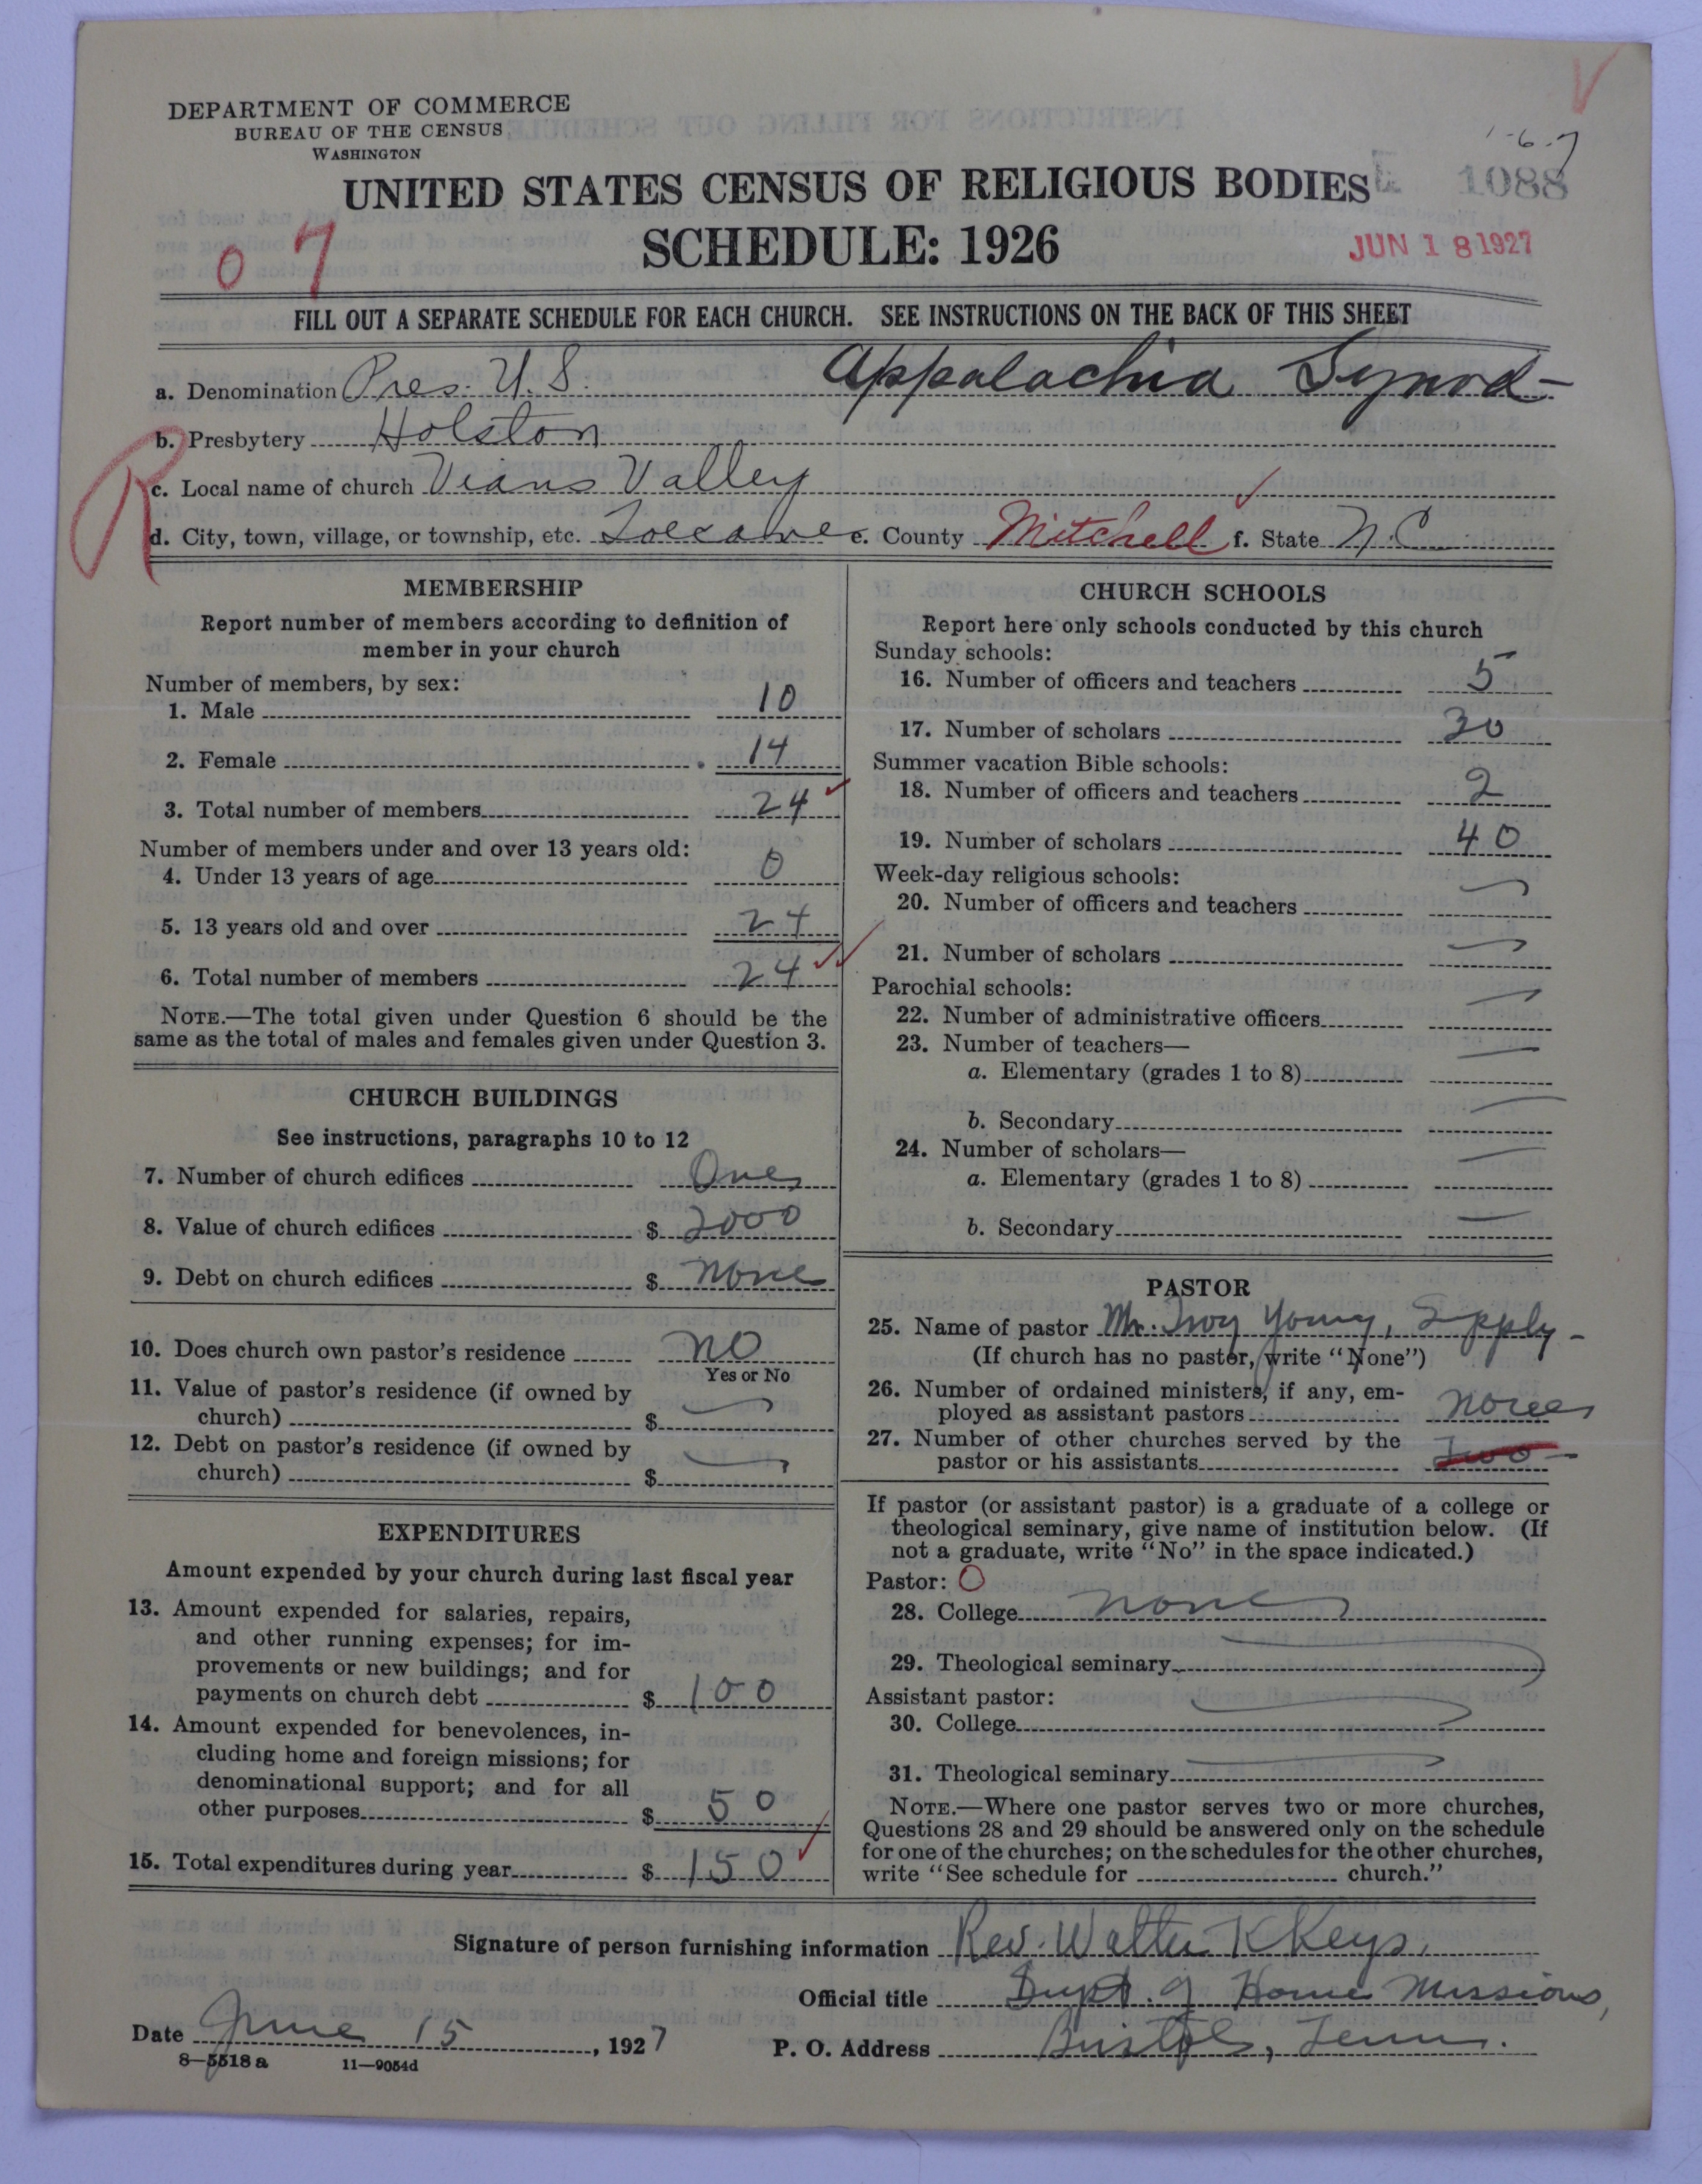 DEPARTMENT OF COMMERCE
BUREAU OF THE CENSUS
WASHINGTON
UNITED STATES CENSUS OF RELIGIOUS BODIES
SCHEDULE: 1926
1-6-7
1088
JUN 18 1927
07
FILL OUT A SEPARATE SCHEDULE FOR EACH CHURCH. SEE INSTRUCTIONS ON THE BACK OF THIS SHEET
a. Denomination Pres. U.S. Appalachia Synod-
b. Presbytery Holston
R
c. Local name of church Vians Valley
d. City, town, village, or township, etc. e. County Mitchell f. State N.C.
MEMBERSHIP
Report number of members according to definition of
member in your church
Number of members, by sex:
1. Male 10
2. Female 14
3. Total number of members 24
Number of members under and over 13 years old:
4. Under 13 years of age 0
5. 13 years old and over 24
6. Total number of members 24
NOTE.—The total given under Question 6 should be the
same as the total of males and females given under Question 3.
CHURCH BUILDINGS
See instructions, paragraphs 10 to 12
7. Number of church edifices One
8. Value of church edifices $ 2000
9. Debt on church edifices $ none
10. Does church own pastor's residence no
Yes or No
11. Value of pastor's residence (if owned by
church) $
12. Debt on pastor's residence (if owned by
church) $
EXPENDITURES
Amount expended by your church during last fiscal year
13. Amount expended for salaries, repairs,
and other running expenses; for im-
provements or new buildings; and for
payments on church debt $ 100
14. Amount expended for benevolences, in-
cluding home and foreign missions; for
denominational support; and for all
other purposes $ 50
15. Total expenditures during year $ 150
CHURCH SCHOOLS
Report here only schools conducted by this church
Sunday schools:
16. Number of officers and teachers 5
17. Number of scholars 30
Summer vacation Bible schools:
18. Number of officers and teachers 2
19. Number of scholars 40
Week-day religious schools:
20. Number of officers and teachers
21. Number of scholars
Parochial schools:
22. Number of administrative officers
23. Number of teachers—
a. Elementary (grades 1 to 8)
b. Secondary
24. Number of scholars—
a. Elementary (grades 1 to 8)
b. Secondary
PASTOR
25. Name of pastor Mr. Troy Young, Supply-
(If church has no pastor, write "None")
26. Number of ordained ministers, if any, em-
ployed as assistant pastors none
27. Number of other churches served by the
pastor or his assistants Two
If pastor (or assistant pastor) is a graduate of a college or
theological seminary, give name of institution below. (If
not a graduate, write "No" in the space indicated.)
Pastor: O
28. College none
29. Theological seminary
Assistant pastor:
30. College
31. Theological seminary
NOTE.—Where one pastor serves two or more churches,
Questions 28 and 29 should be answered only on the schedule
for one of the churches; on the schedules for the other churches,
write "See schedule for church."
Signature of person furnishing information Rev. Walter K Keys.
Official title Supt. of Home Missions,
Date June 15, 1927 P. O. Address Bristol, Tenn.
8—5518 a 11—9054d